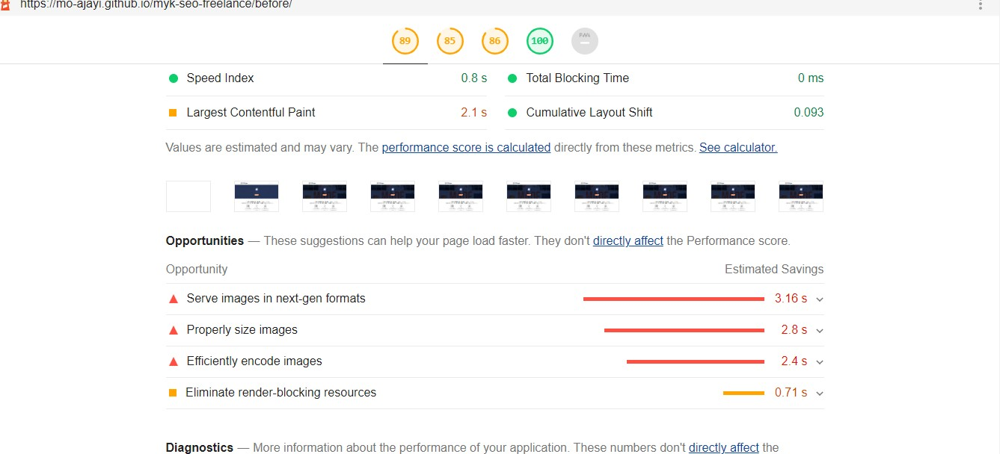 https://mo-ajayi.github.io/myk-seo-freelance/before/
89 85 86 100 PWA
Speed Index 0.8 s Total Blocking Time 0 ms
Largest Contentful Paint 2.1 s Cumulative Layout Shift 0.093
Values are estimated and may vary. The performance score is calculated directly from these metrics. See calculator.
Opportunities — These suggestions can help your page load faster. They don't directly affect the Performance score.
Opportunity Estimated Savings
Serve images in next-gen formats 3.16 s
Properly size images 2.8 s
Efficiently encode images 2.4 s
Eliminate render-blocking resources 0.71 s
Diagnostics — More information about the performance of your application. These numbers don't directly affect the